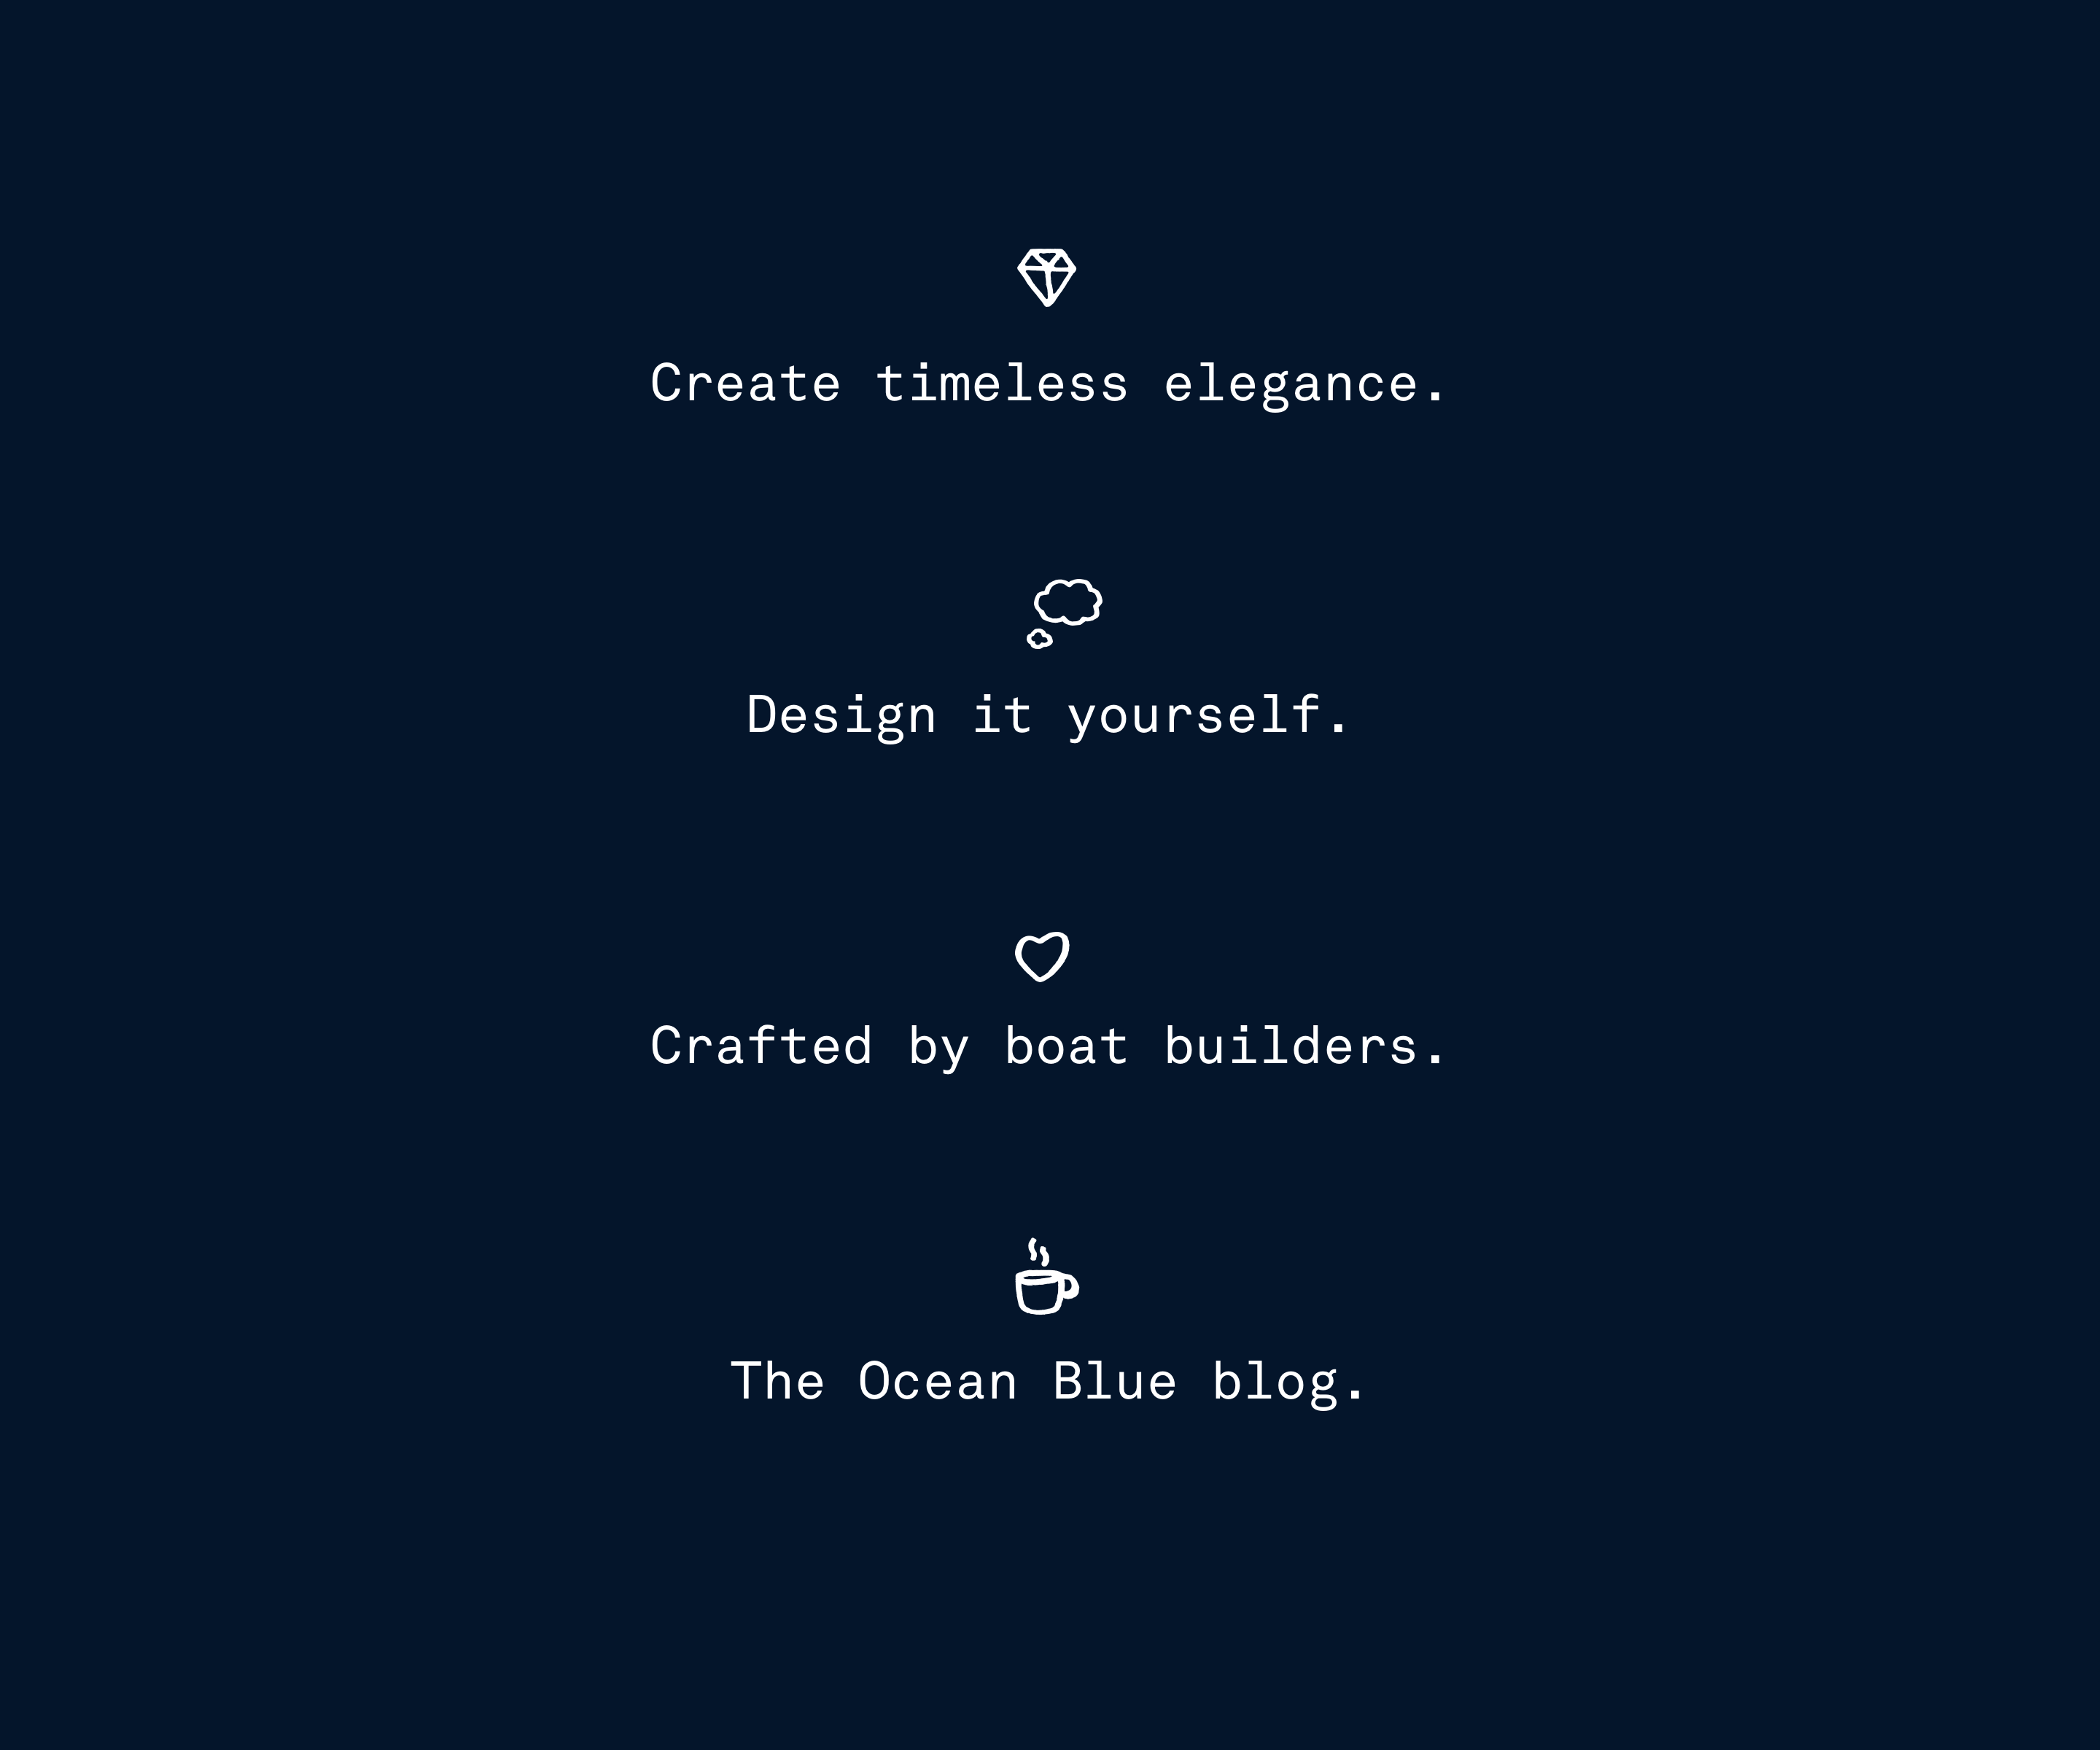 Create timeless elegance.
Design it yourself.
Crafted by boat builders.
The Ocean Blue blog.